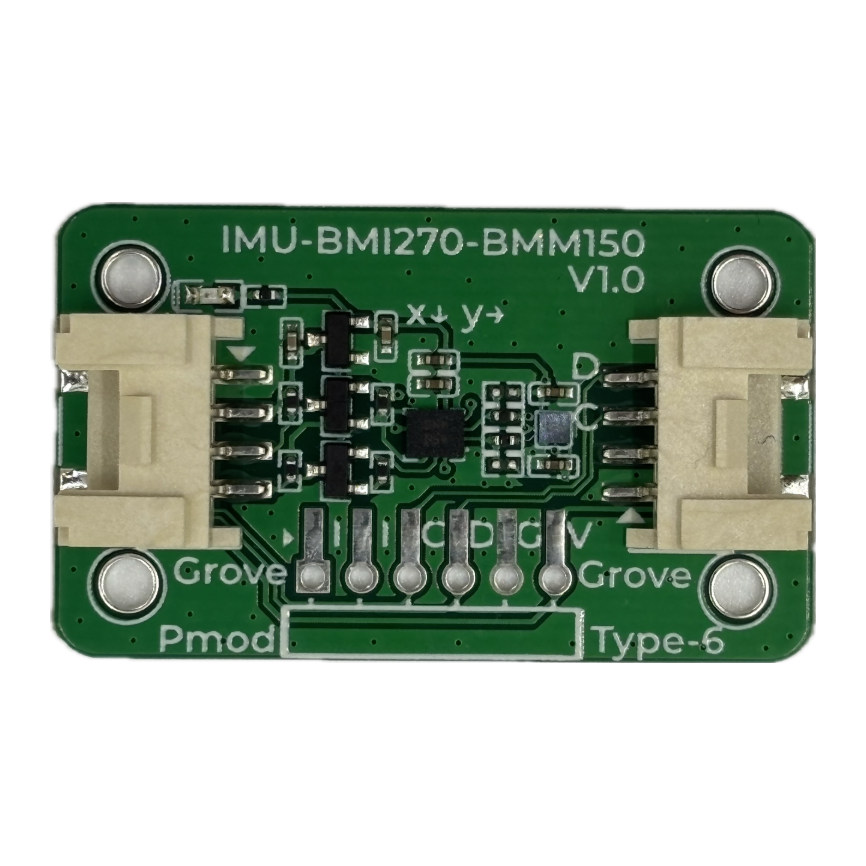 IMU-BMI270-BMM150
V1.0
x↓ y→
D
C
I I C D G V
Grove
Grove
Pmod
Type-6